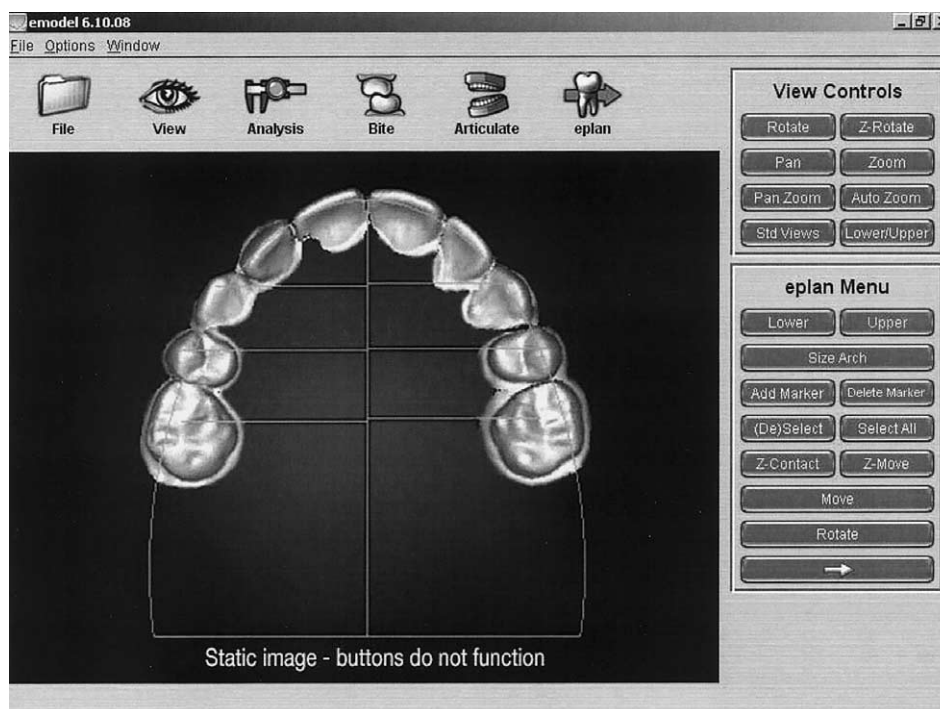 emodel 6.10.08
File Options Window
File View Analysis Bite Articulate eplan
View Controls
Rotate Z-Rotate
Pan Zoom
Pan Zoom Auto Zoom
Std Views Lower/Upper
eplan Menu
Lower Upper
Size Arch
Add Marker Delete Marker
(De)Select Select All
Z-Contact Z-Move
Move
Rotate
Static image - buttons do not function